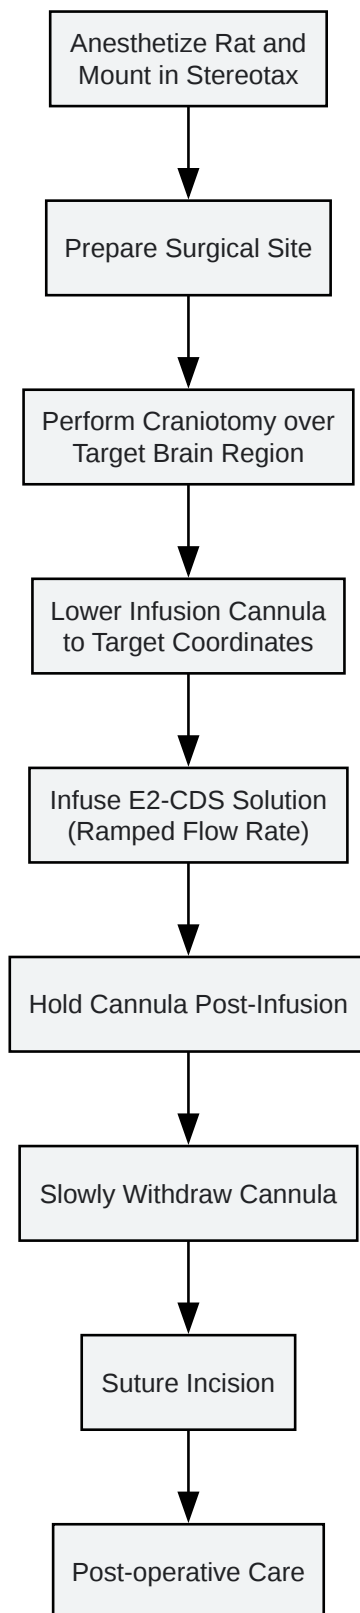 Anesthetize Rat and
Mount in Stereotax
Prepare Surgical Site
Perform Craniotomy over
Target Brain Region
Lower Infusion Cannula
to Target Coordinates
Infuse E2-CDS Solution
(Ramped Flow Rate)
Hold Cannula Post-Infusion
Slowly Withdraw Cannula
Suture Incision
Post-operative Care